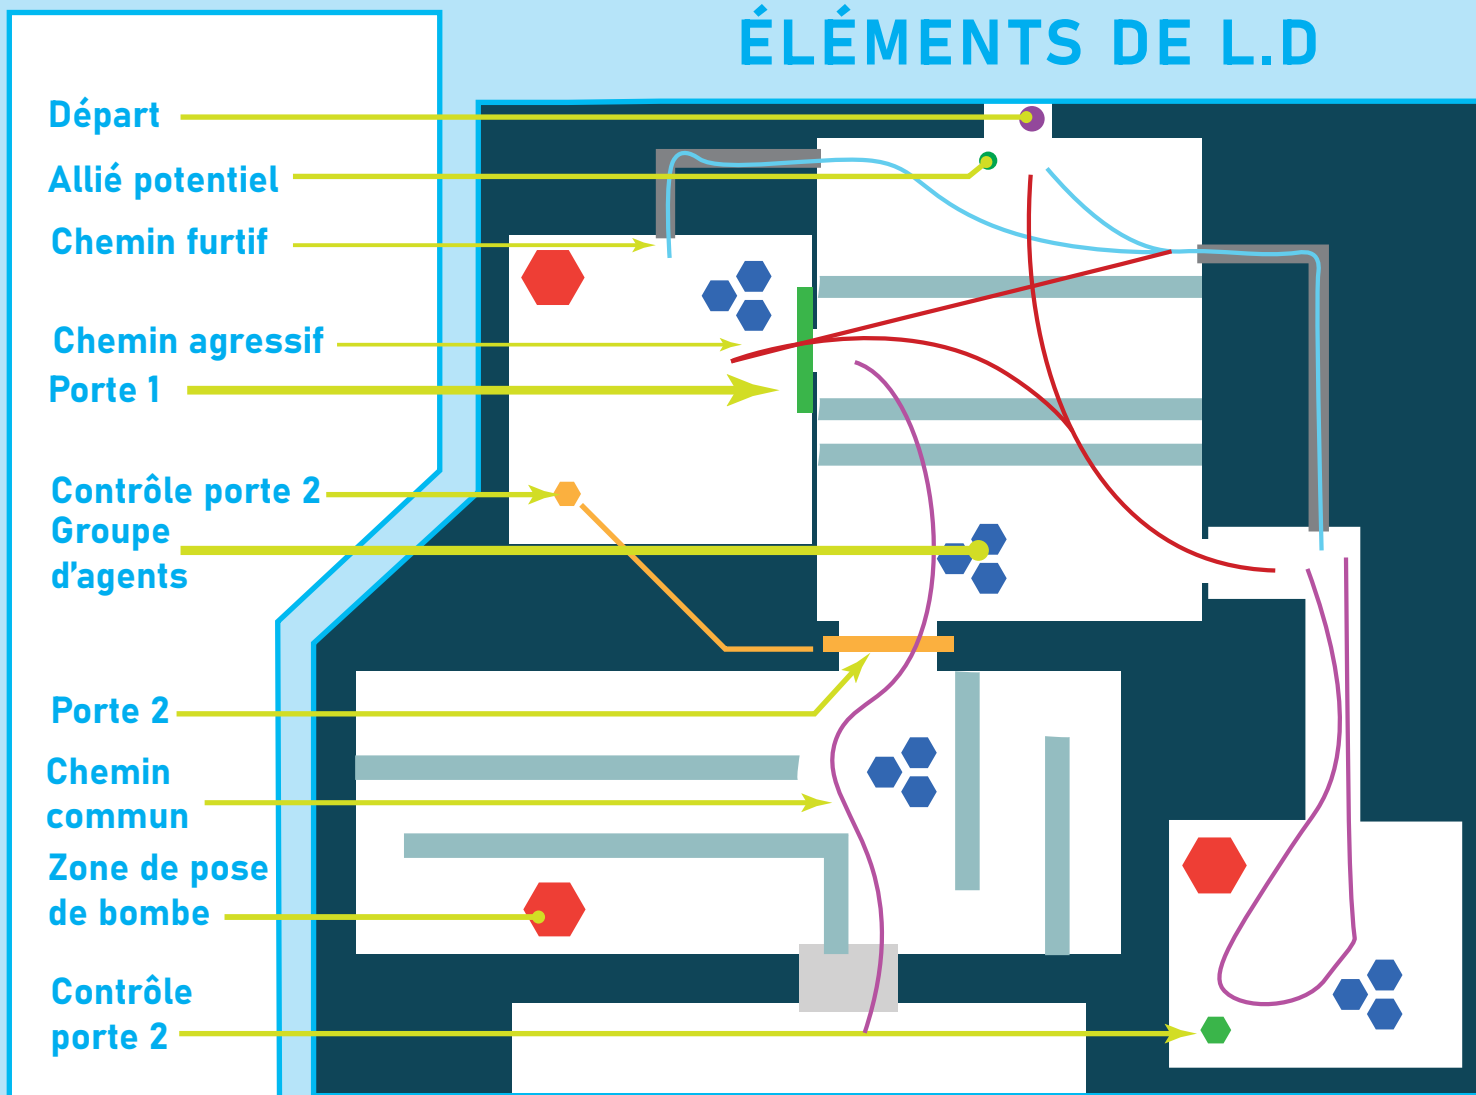 ÉLÉMENTS DE L.D
Départ
Allié potentiel
Chemin furtif
Chemin agressif
Porte 1
Contrôle porte 2
Groupe
d'agents
Porte 2
Chemin
commun
Zone de pose
de bombe
Contrôle
porte 2